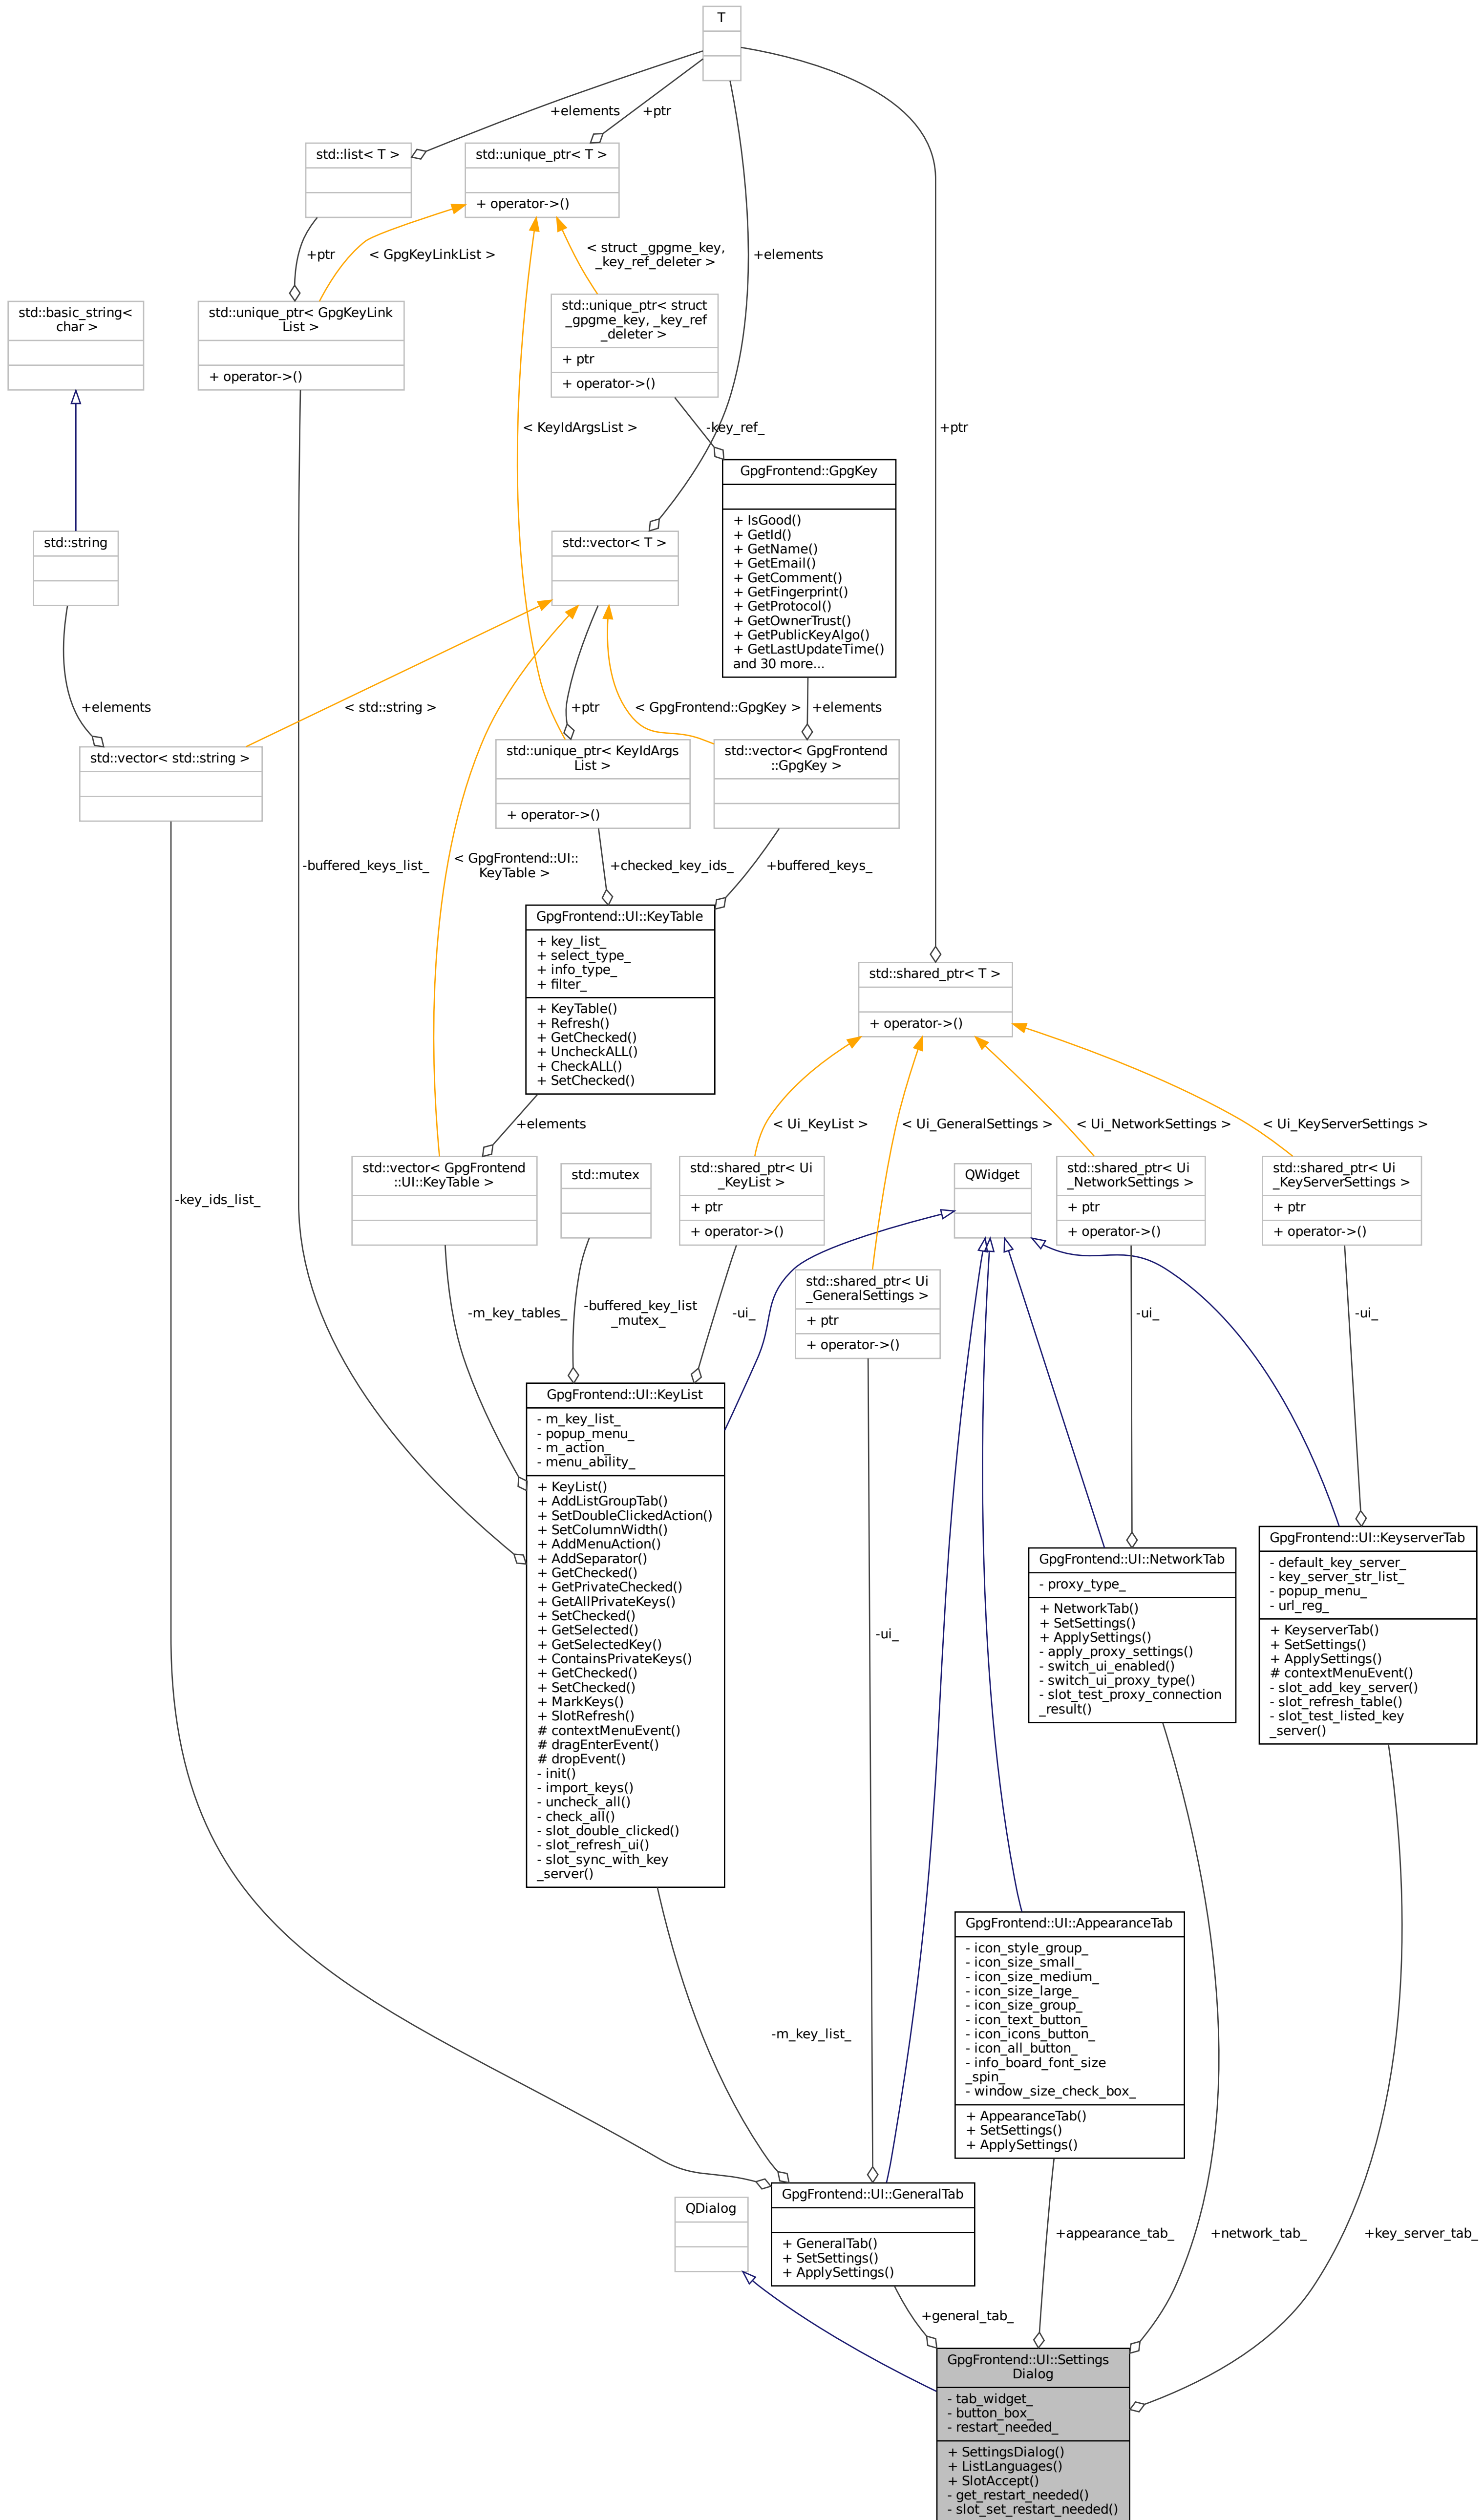 T
+elements
+ptr
std::list< T >
std::unique_ptr< T >
+ operator->()
+ptr
< GpgKeyLinkList >
< struct _gpgme_key,
_key_ref_deleter >
+elements
std::basic_string<
char >
std::unique_ptr< GpgKeyLink
List >
+ operator->()
std::unique_ptr< struct
_gpgme_key, _key_ref
_deleter >
+ ptr
+ operator->()
< KeyIdArgsList >
-key_ref_
+ptr
GpgFrontend::GpgKey
+ IsGood()
+ GetId()
+ GetName()
+ GetEmail()
+ GetComment()
+ GetFingerprint()
+ GetProtocol()
+ GetOwnerTrust()
+ GetPublicKeyAlgo()
+ GetLastUpdateTime()
and 30 more...
std::string
std::vector< T >
+elements
< std::string >
+ptr
< GpgFrontend::GpgKey >
+elements
std::vector< std::string >
std::unique_ptr< KeyIdArgs
List >
+ operator->()
std::vector< GpgFrontend
::GpgKey >
-buffered_keys_list_
< GpgFrontend::UI::
KeyTable >
+checked_key_ids_
+buffered_keys_
GpgFrontend::UI::KeyTable
+ key_list_
+ select_type_
+ info_type_
+ filter_
+ KeyTable()
+ Refresh()
+ GetChecked()
+ UncheckALL()
+ CheckALL()
+ SetChecked()
std::shared_ptr< T >
+ operator->()
+elements
< Ui_KeyList >
< Ui_GeneralSettings >
< Ui_NetworkSettings >
< Ui_KeyServerSettings >
-key_ids_list_
std::vector< GpgFrontend
::UI::KeyTable >
std::mutex
std::shared_ptr< Ui
_KeyList >
+ ptr
+ operator->()
QWidget
std::shared_ptr< Ui
_NetworkSettings >
+ ptr
+ operator->()
std::shared_ptr< Ui
_KeyServerSettings >
+ ptr
+ operator->()
std::shared_ptr< Ui
_GeneralSettings >
+ ptr
+ operator->()
-m_key_tables_
-buffered_key_list
_mutex_
-ui_
-ui_
-ui_
GpgFrontend::UI::KeyList
- m_key_list_
- popup_menu_
- m_action_
- menu_ability_
+ KeyList()
+ AddListGroupTab()
+ SetDoubleClickedAction()
+ SetColumnWidth()
+ AddMenuAction()
+ AddSeparator()
+ GetChecked()
+ GetPrivateChecked()
+ GetAllPrivateKeys()
+ SetChecked()
+ GetSelected()
+ GetSelectedKey()
+ ContainsPrivateKeys()
+ GetChecked()
+ SetChecked()
+ MarkKeys()
+ SlotRefresh()
# contextMenuEvent()
# dragEnterEvent()
# dropEvent()
- init()
- import_keys()
- uncheck_all()
- check_all()
- slot_double_clicked()
- slot_refresh_ui()
- slot_sync_with_key
_server()
-ui_
GpgFrontend::UI::NetworkTab
- proxy_type_
+ NetworkTab()
+ SetSettings()
+ ApplySettings()
- apply_proxy_settings()
- switch_ui_enabled()
- switch_ui_proxy_type()
- slot_test_proxy_connection
_result()
GpgFrontend::UI::KeyserverTab
- default_key_server_
- key_server_str_list_
- popup_menu_
- url_reg_
+ KeyserverTab()
+ SetSettings()
+ ApplySettings()
# contextMenuEvent()
- slot_add_key_server()
- slot_refresh_table()
- slot_test_listed_key
_server()
GpgFrontend::UI::AppearanceTab
- icon_style_group_
- icon_size_small_
- icon_size_medium_
- icon_size_large_
- icon_size_group_
- icon_text_button_
- icon_icons_button_
- icon_all_button_
- info_board_font_size
_spin_
- window_size_check_box_
+ AppearanceTab()
+ SetSettings()
+ ApplySettings()
-m_key_list_
QDialog
GpgFrontend::UI::GeneralTab
+ GeneralTab()
+ SetSettings()
+ ApplySettings()
+appearance_tab_
+network_tab_
+key_server_tab_
+general_tab_
GpgFrontend::UI::Settings
Dialog
- tab_widget_
- button_box_
- restart_needed_
+ SettingsDialog()
+ ListLanguages()
+ SlotAccept()
- get_restart_needed()
- slot_set_restart_needed()